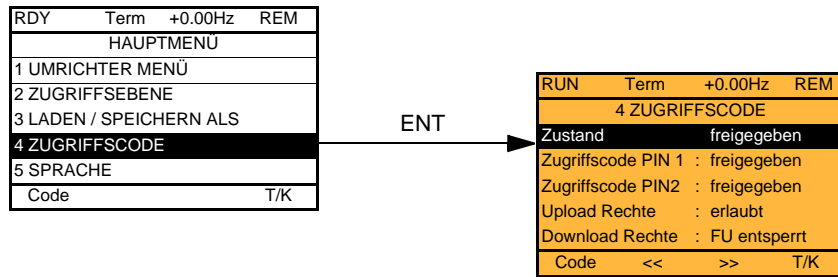 RDY Term +0.00Hz REM
HAUPTMENÜ
1 UMRICHTER MENÜ
2 ZUGRIFFSEBENE
3 LADEN / SPEICHERN ALS
4 ZUGRIFFSCODE
5 SPRACHE
Code T/K
ENT
RUN Term +0.00Hz REM
4 ZUGRIFFSCODE
Zustand freigegeben
Zugriffscode PIN 1 : freigegeben
Zugriffscode PIN2 : freigegeben
Upload Rechte : erlaubt
Download Rechte : FU entsperrt
Code << >> T/K